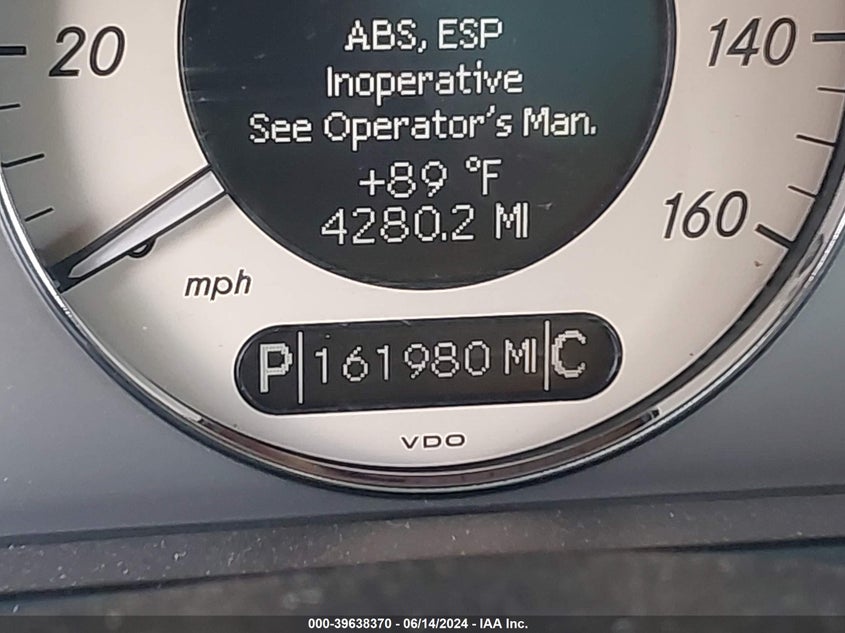 20
140
ABS, ESP
Inoperative
See Operator's Man.
+89 °F
4280.2 MI
160
mph
P 161980 MI C
VDO
000-39638370 - 06/14/2024 - IAA Inc.